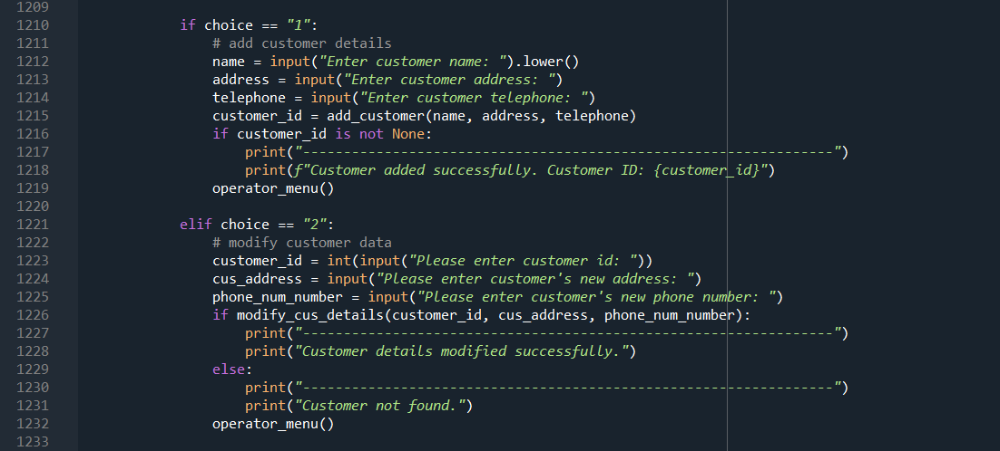 1209
1210 if choice == "1":
1211 # add customer details
1212 name = input("Enter customer name: ").lower()
1213 address = input("Enter customer address: ")
1214 telephone = input("Enter customer telephone: ")
1215 customer_id = add_customer(name, address, telephone)
1216 if customer_id is not None:
1217 print("-----------------------------------------------------------------")
1218 print(f"Customer added successfully. Customer ID: {customer_id}")
1219 operator_menu()
1220
1221 elif choice == "2":
1222 # modify customer data
1223 customer_id = int(input("Please enter customer id: "))
1224 cus_address = input("Please enter customer's new address: ")
1225 phone_num_number = input("Please enter customer's new phone number: ")
1226 if modify_cus_details(customer_id, cus_address, phone_num_number):
1227 print("-----------------------------------------------------------------")
1228 print("Customer details modified successfully.")
1229 else:
1230 print("-----------------------------------------------------------------")
1231 print("Customer not found.")
1232 operator_menu()
1233